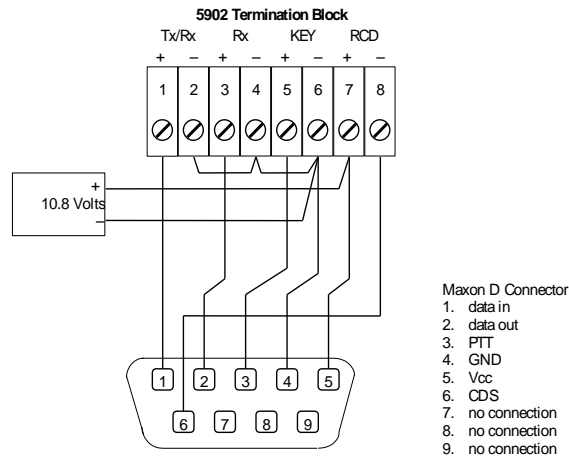 5902 Termination Block
Tx/Rx Rx KEY RCD
+ – + – + – + –
1 2 3 4 5 6 7 8
+
10.8 Volts
–
Maxon D Connector
1. data in
2. data out
3. PTT
4. GND
5. Vcc
6. CDS
7. no connection
8. no connection
9. no connection
1 2 3 4 5
6 7 8 9